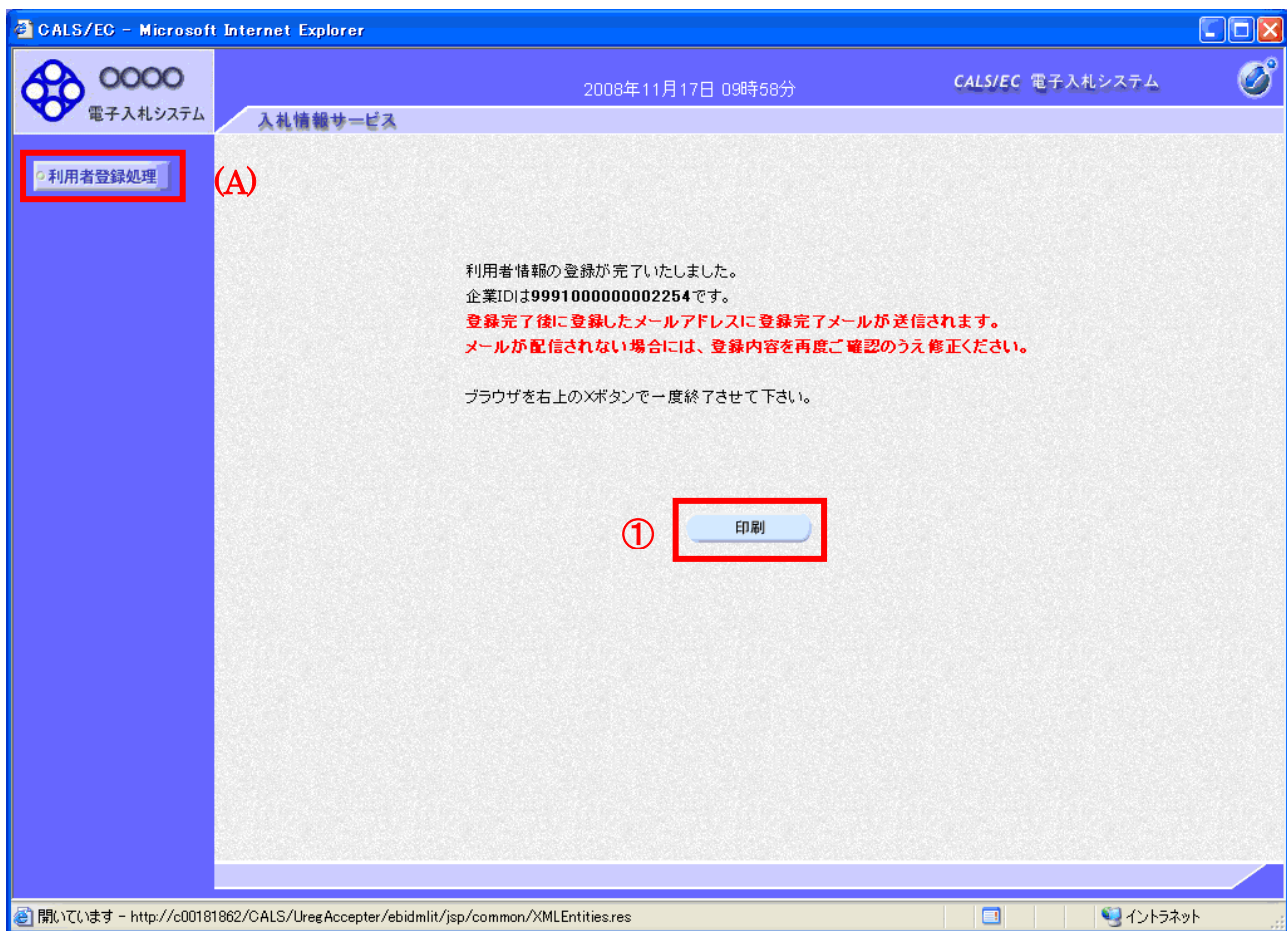 CALS/EC - Microsoft Internet Explorer
OOOO
電子入札システム
2008年11月17日 09時58分
CALS/EC 電子入札システム
入札情報サービス
利用者登録処理
(A)
利用者情報の登録が完了いたしました。
企業IDは9991000000002254です。
登録完了後に登録したメールアドレスに登録完了メールが送信されます。
メールが配信されない場合には、登録内容を再度ご確認のうえ修正ください。
ブラウザを右上の×ボタンで一度終了させて下さい。
① 印刷
開いています - http://c00181862/CALS/UregAccepter/ebidmlit/jsp/common/XMLEntities.res
イントラネット